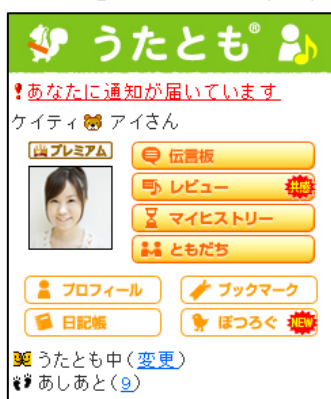 うたとも®
あなたに通知が届いています
ケイティ アイさん
プレミアム
伝言板
レビュー 共感
マイヒストリー
ともだち
プロフィール ブックマーク
日記帳 ぽつろぐ NEW
うたとも中(変更)
あしあと(9)